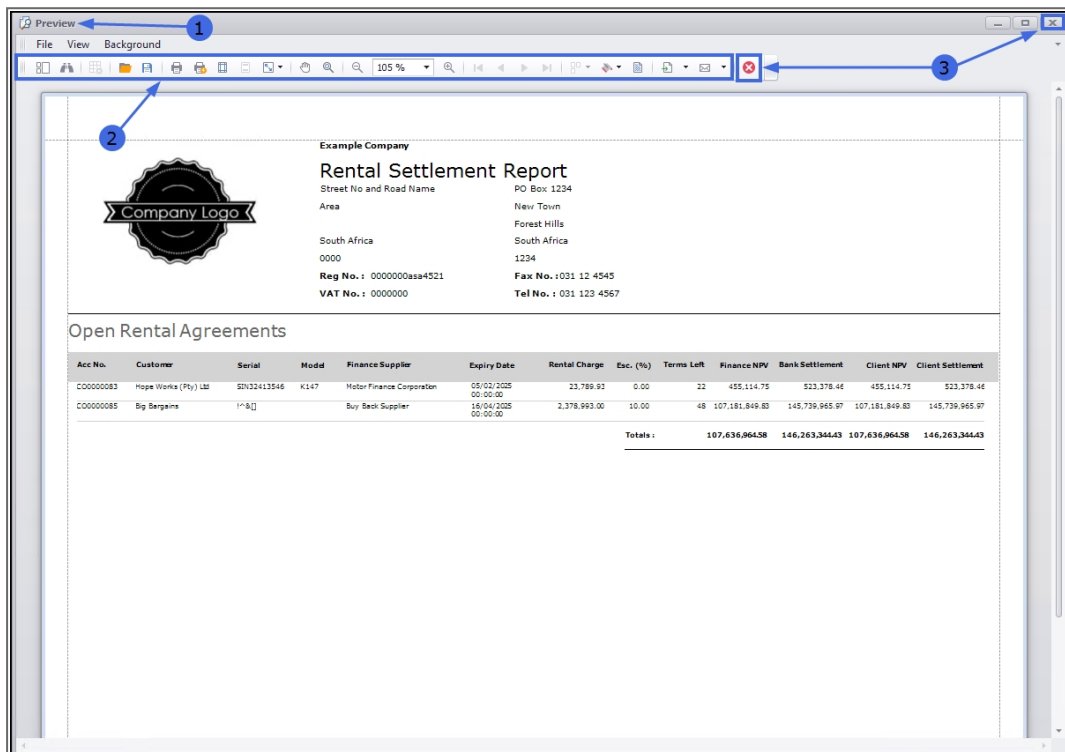 Preview
1
File View Background
105 %
3
2
Example Company
Company Logo
Rental Settlement Report
Street No and Road Name PO Box 1234
Area New Town
Forest Hills
South Africa South Africa
0000 1234
Reg No. : 0000000asa4521 Fax No. :031 12 4545
VAT No. : 0000000 Tel No. : 031 123 4567
Open Rental Agreements
Acc No. Customer Serial Model Finance Supplier Expiry Date Rental Charge Esc. (%) Terms Left Finance NPV Bank Settlement Client NPV Client Settlement
CO0000083 Hope Works (Pty) Ltd SIN32413546 K147 Motor Finance Corporation 05/02/2025 23,789.93 0.00 22 455,114.75 523,378.46 455,114.75 523,378.46
00:00:00
CO0000085 Big Bargains !^&[] Buy Back Supplier 16/04/2025 2,378,993.00 10.00 48 107,181,849.83 145,739,965.97 107,181,849.83 145,739,965.97
00:00:00
Totals : 107,636,964.58 146,263,344.43 107,636,964.58 146,263,344.43